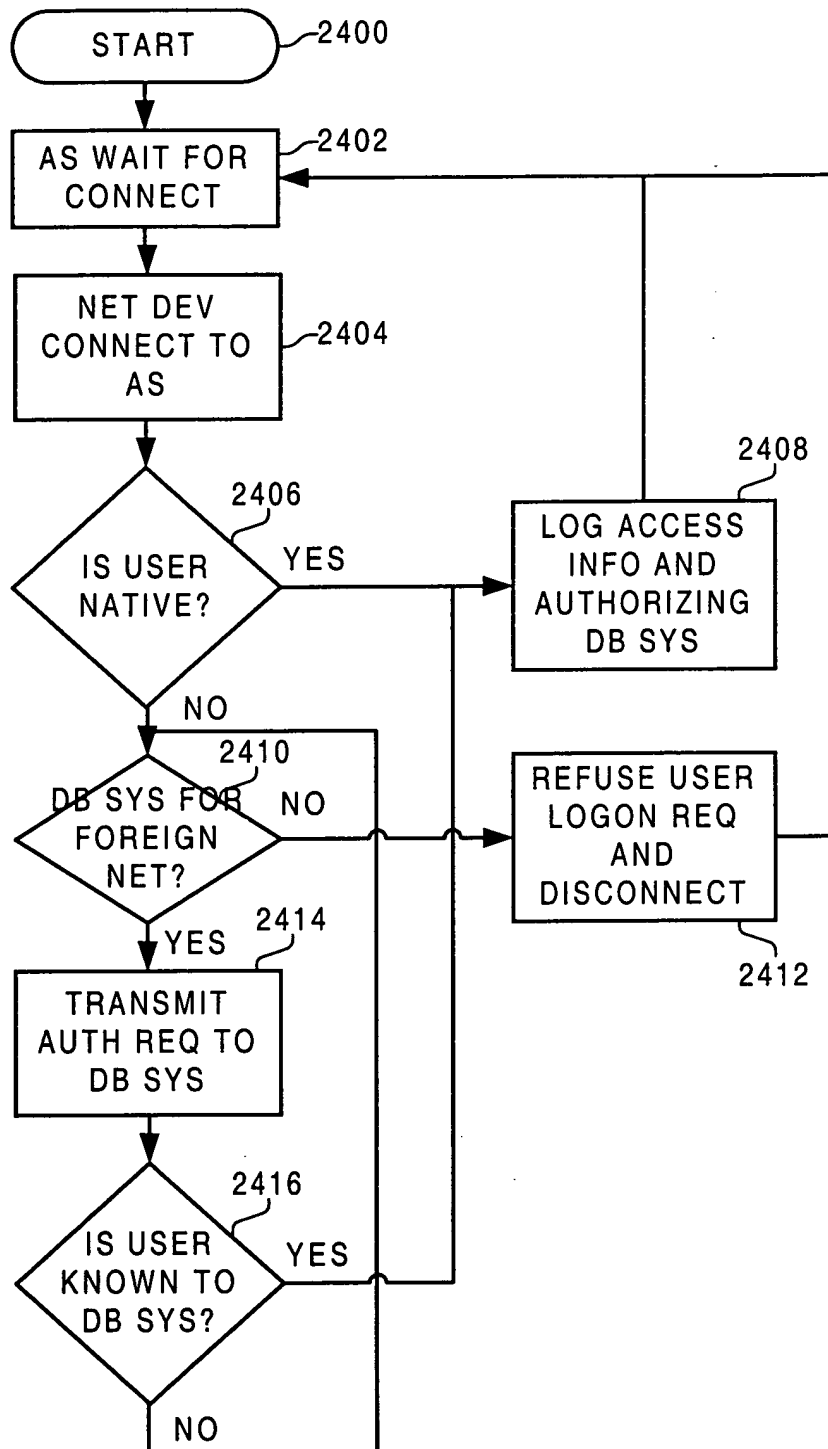 START
2400
AS WAIT FOR
CONNECT
2402
NET DEV
CONNECT TO
AS
2404
IS USER
NATIVE?
2406
YES
NO
LOG ACCESS
INFO AND
AUTHORIZING
DB SYS
2408
DB SYS FOR
FOREIGN
NET?
2410
NO
YES
REFUSE USER
LOGON REQ
AND
DISCONNECT
2412
TRANSMIT
AUTH REQ TO
DB SYS
2414
IS USER
KNOWN TO
DB SYS?
2416
YES
NO